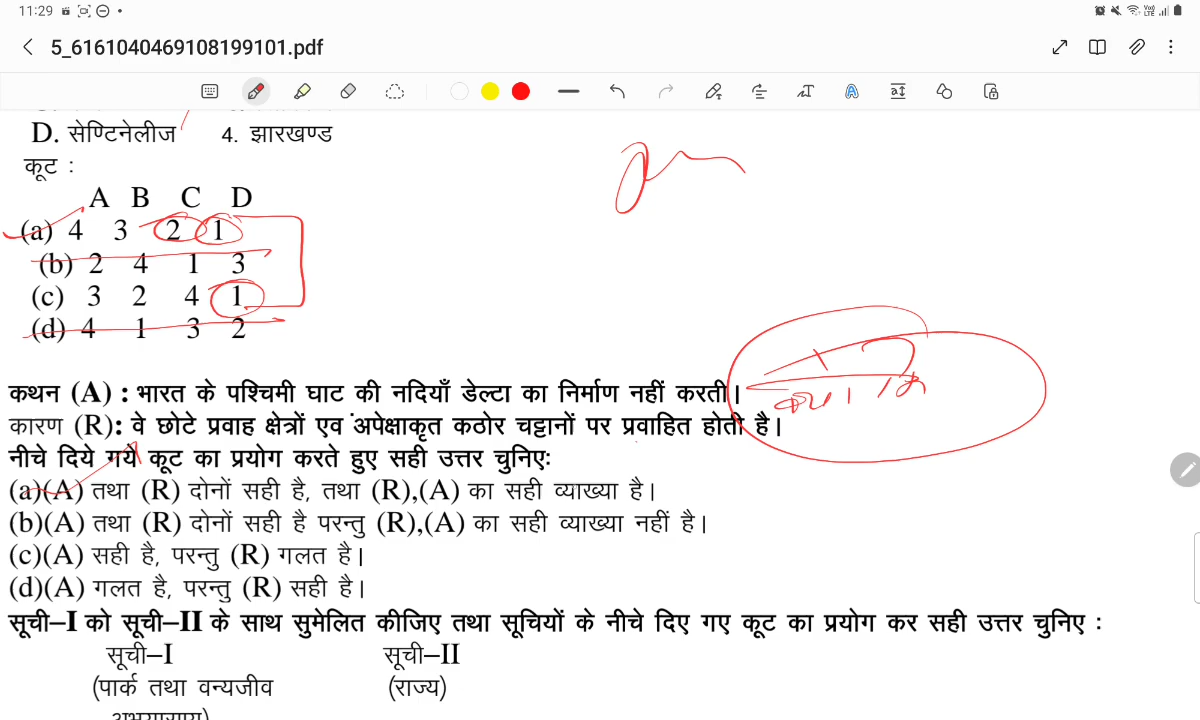 11:29
5_6161040469108199101.pdf
D. सेण्टिनेलीज 4. झारखण्ड
कूट :
A B C D
(a) 4 3 2 1
(b) 2 4 1 3
(c) 3 2 4 1
(d) 4 1 3 2
कथन (A) : भारत के पश्चिमी घाट की नदियाँ डेल्टा का निर्माण नहीं करती।
कारण (R): वे छोटे प्रवाह क्षेत्रों एवं अपेक्षाकृत कठोर चट्टानों पर प्रवाहित होती है।
नीचे दिये गये कूट का प्रयोग करते हुए सही उत्तर चुनिएः
(a)(A) तथा (R) दोनों सही है, तथा (R),(A) का सही व्याख्या है।
(b)(A) तथा (R) दोनों सही है परन्तु (R),(A) का सही व्याख्या नहीं है।
(c)(A) सही है, परन्तु (R) गलत है।
(d)(A) गलत है, परन्तु (R) सही है।
सूची–I को सूची–II के साथ सुमेलित कीजिए तथा सूचियों के नीचे दिए गए कूट का प्रयोग कर सही उत्तर चुनिए :
सूची–I सूची–II
(पार्क तथा वन्यजीव (राज्य)